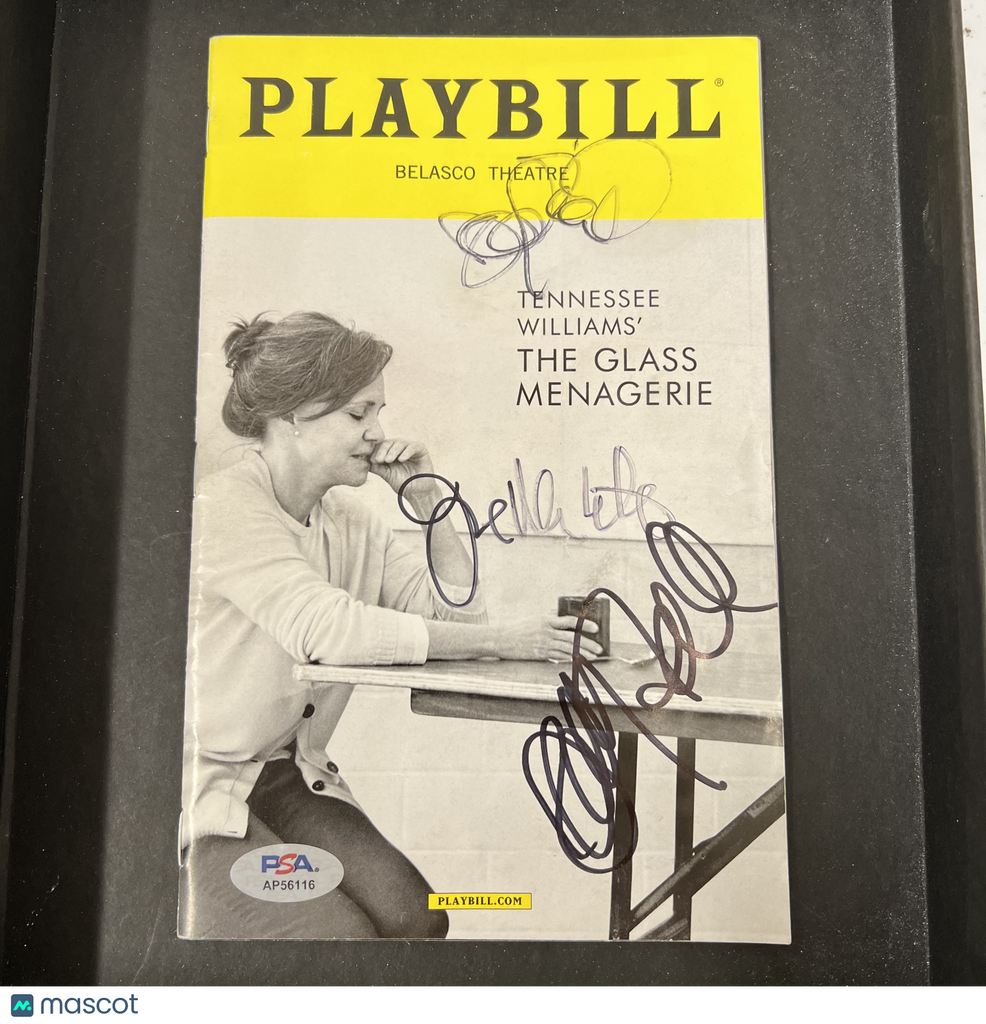 PLAYBILL®
BELASCO THEATRE
TENNESSEE
WILLIAMS’
THE GLASS
MENAGERIE
PSA®
AP56116
PLAYBILL.COM
mascot